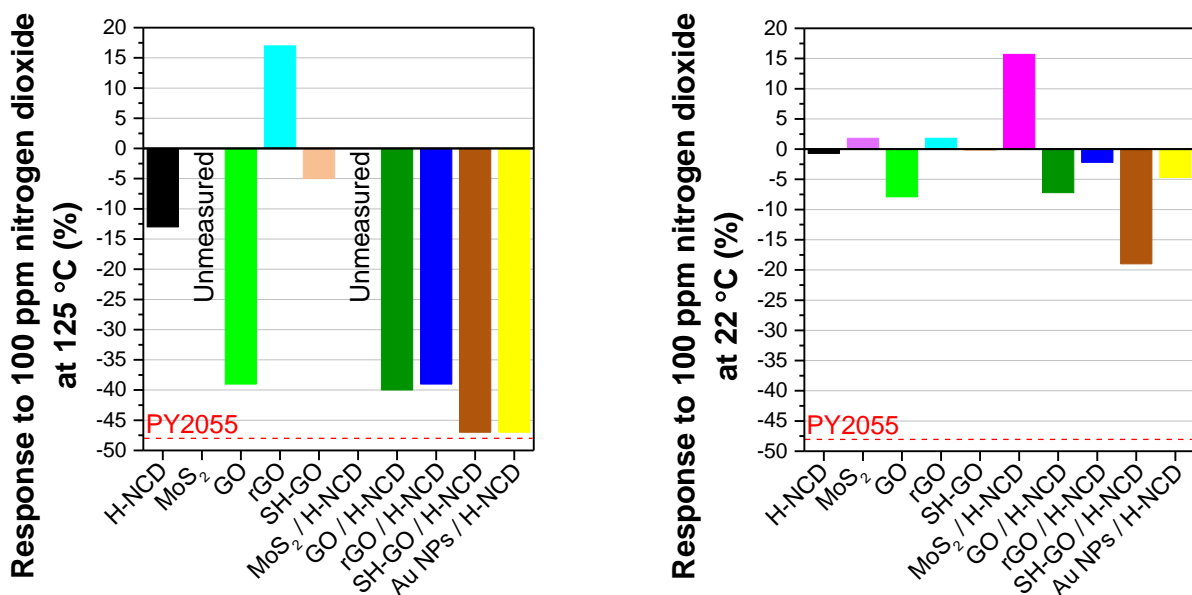 Response to 100 ppm nitrogen dioxide
at 125 °C (%)
20
15
10
5
0
-5
-10
-15
-20
-25
-30
-35
-40
-45
-50
Unmeasured
Unmeasured
PY2055
H-NCD
MoS₂
GO
rGO
SH-GO
MoS₂ / H-NCD
GO / H-NCD
rGO / H-NCD
SH-GO / H-NCD
Au NPs / H-NCD
Response to 100 ppm nitrogen dioxide
at 22 °C (%)
20
15
10
5
0
-5
-10
-15
-20
-25
-30
-35
-40
-45
-50
PY2055
H-NCD
MoS₂
GO
rGO
SH-GO
MoS₂ / H-NCD
GO / H-NCD
rGO / H-NCD
SH-GO / H-NCD
Au NPs / H-NCD